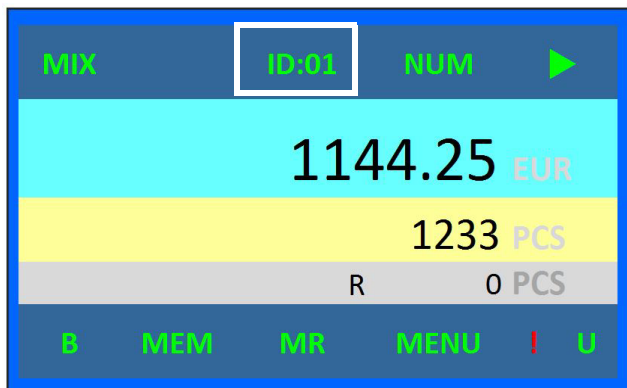 MIX ID:01 NUM
1144.25 EUR
1233 PCS
R 0 PCS
B MEM MR MENU ! U